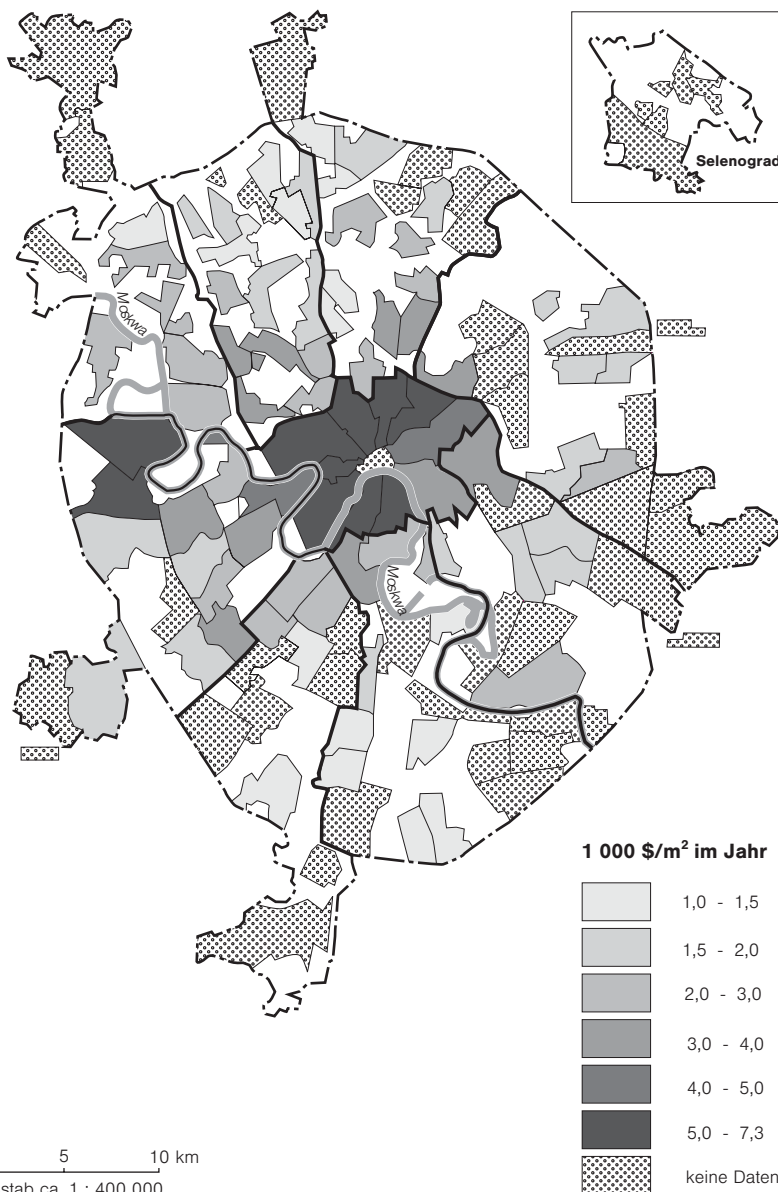 Selenograd
Moskwa
Moskwa
1 000 $/m² im Jahr
1,0 - 1,5
1,5 - 2,0
2,0 - 3,0
3,0 - 4,0
4,0 - 5,0
5,0 - 7,3
keine Daten
5 10 km
stab ca. 1 : 400 000